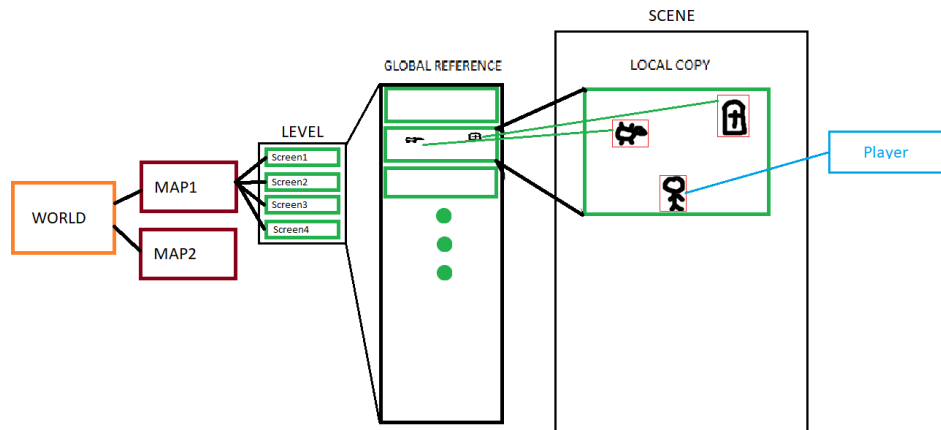 SCENE
GLOBAL REFERENCE
LOCAL COPY
LEVEL
Screen1
Screen2
Screen3
Screen4
MAP1
WORLD
MAP2
Player